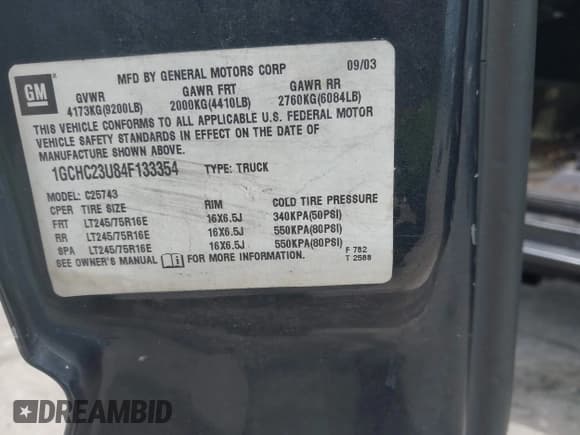 GM
MFD BY GENERAL MOTORS CORP 09/03
GVWR GAWR FRT GAWR RR
4173KG(9200LB) 2000KG(4410LB) 2760KG(6084LB)
THIS VEHICLE CONFORMS TO ALL APPLICABLE U.S. FEDERAL MOTOR
VEHICLE SAFETY STANDARDS IN EFFECT ON THE DATE OF
MANUFACTURE SHOWN ABOVE.
1GCHC23U84F133354 TYPE: TRUCK
MODEL: C25743
CPER TIRE SIZE RIM COLD TIRE PRESSURE
FRT LT245/75R16E 16X6.5J 340KPA(50PSI)
RR LT245/75R16E 16X6.5J 550KPA(80PSI)
SPA LT245/75R16E 16X6.5J 550KPA(80PSI)
SEE OWNER'S MANUAL FOR MORE INFORMATION.
F 782
T 2588
DREAMBID